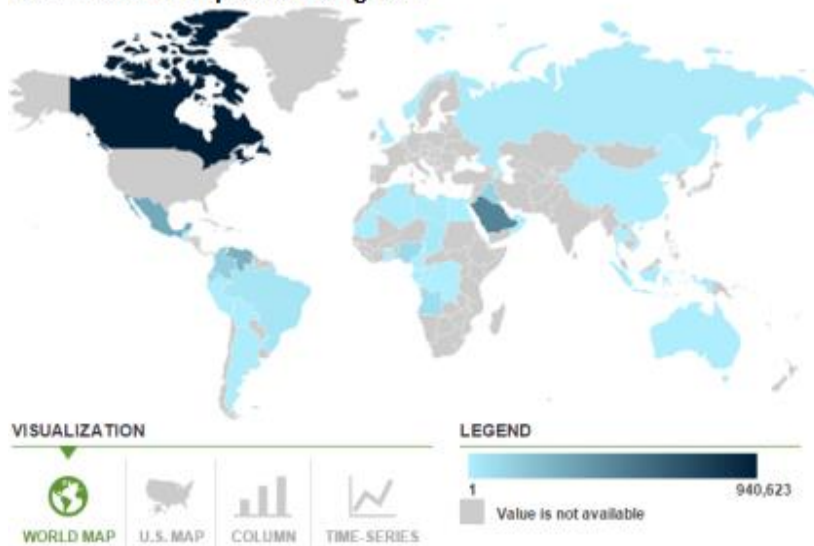 VISUALIZATION
WORLD MAP
U.S. MAP
COLUMN
TIME-SERIES
LEGEND
1
940,623
Value is not available